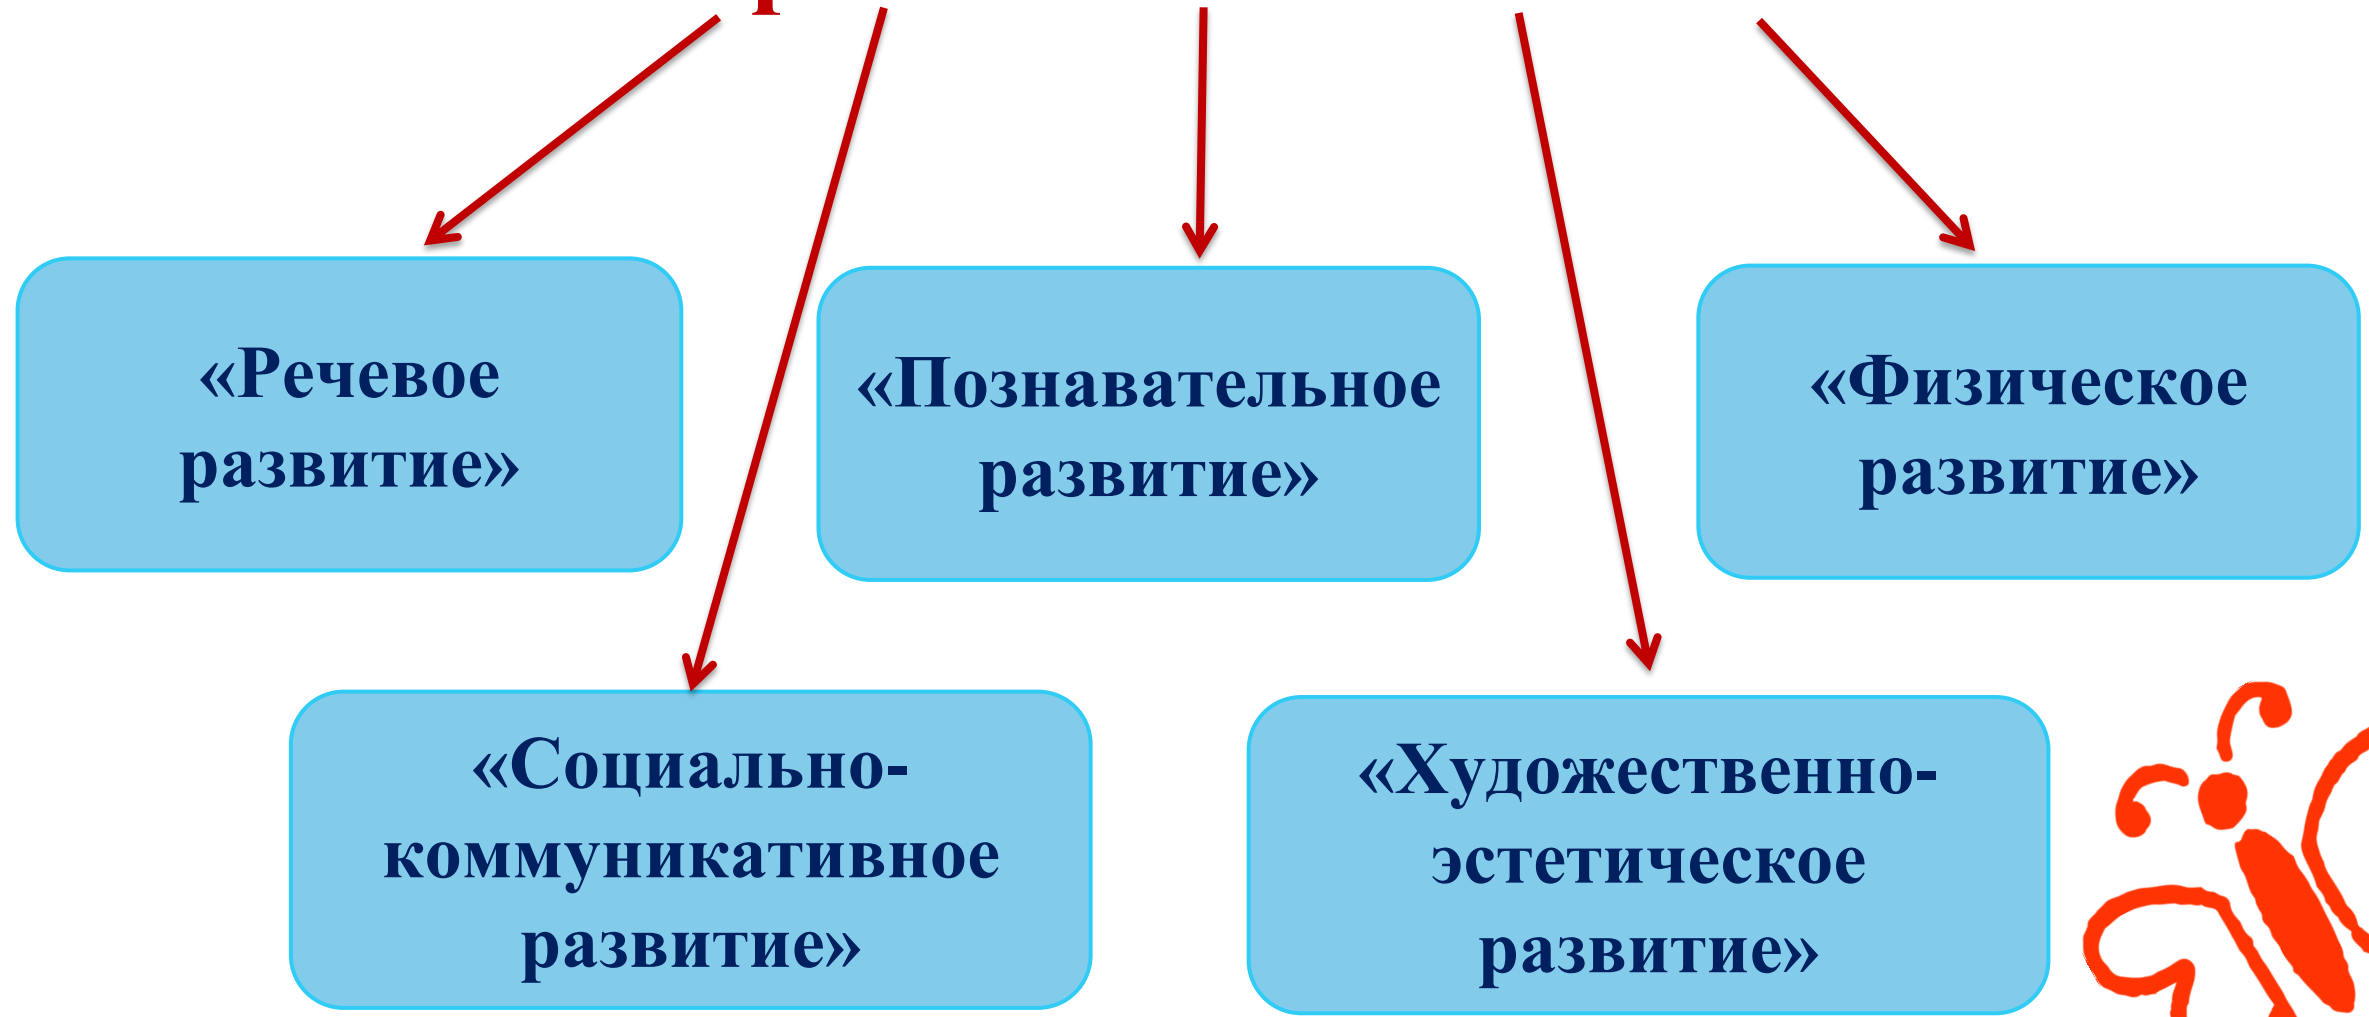 «Речевое
развитие»
«Познавательное
развитие»
«Физическое
развитие»
«Социально-
коммуникативное
развитие»
«Художественно-
эстетическое
развитие»